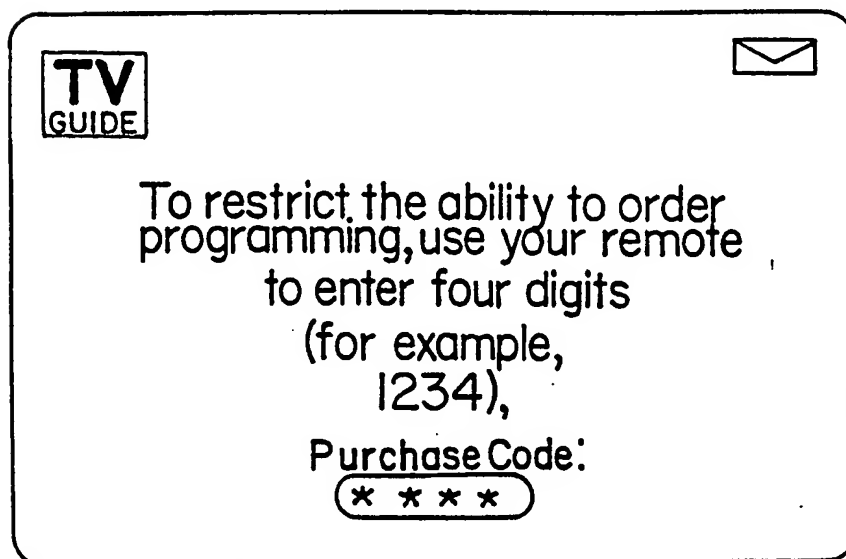 TV
GUIDE
To restrict the ability to order
programming, use your remote
to enter four digits
(for example,
1234),
Purchase Code:
* * * *